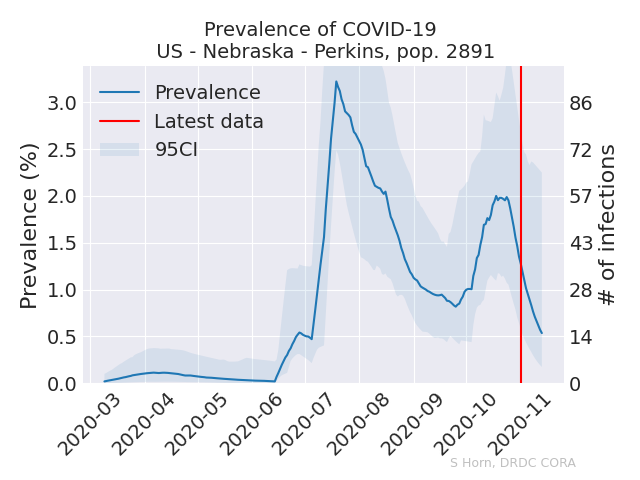 Prevalence of COVID-19
US - Nebraska - Perkins, pop. 2891
Prevalence
Latest data
95CI
Prevalence (%)
3.0
2.5
2.0
1.5
1.0
0.5
0.0
86
72
57
43
28
14
0
# of infections
2020-03
2020-04
2020-05
2020-06
2020-07
2020-08
2020-09
2020-10
2020-11
S Horn, DRDC CORA